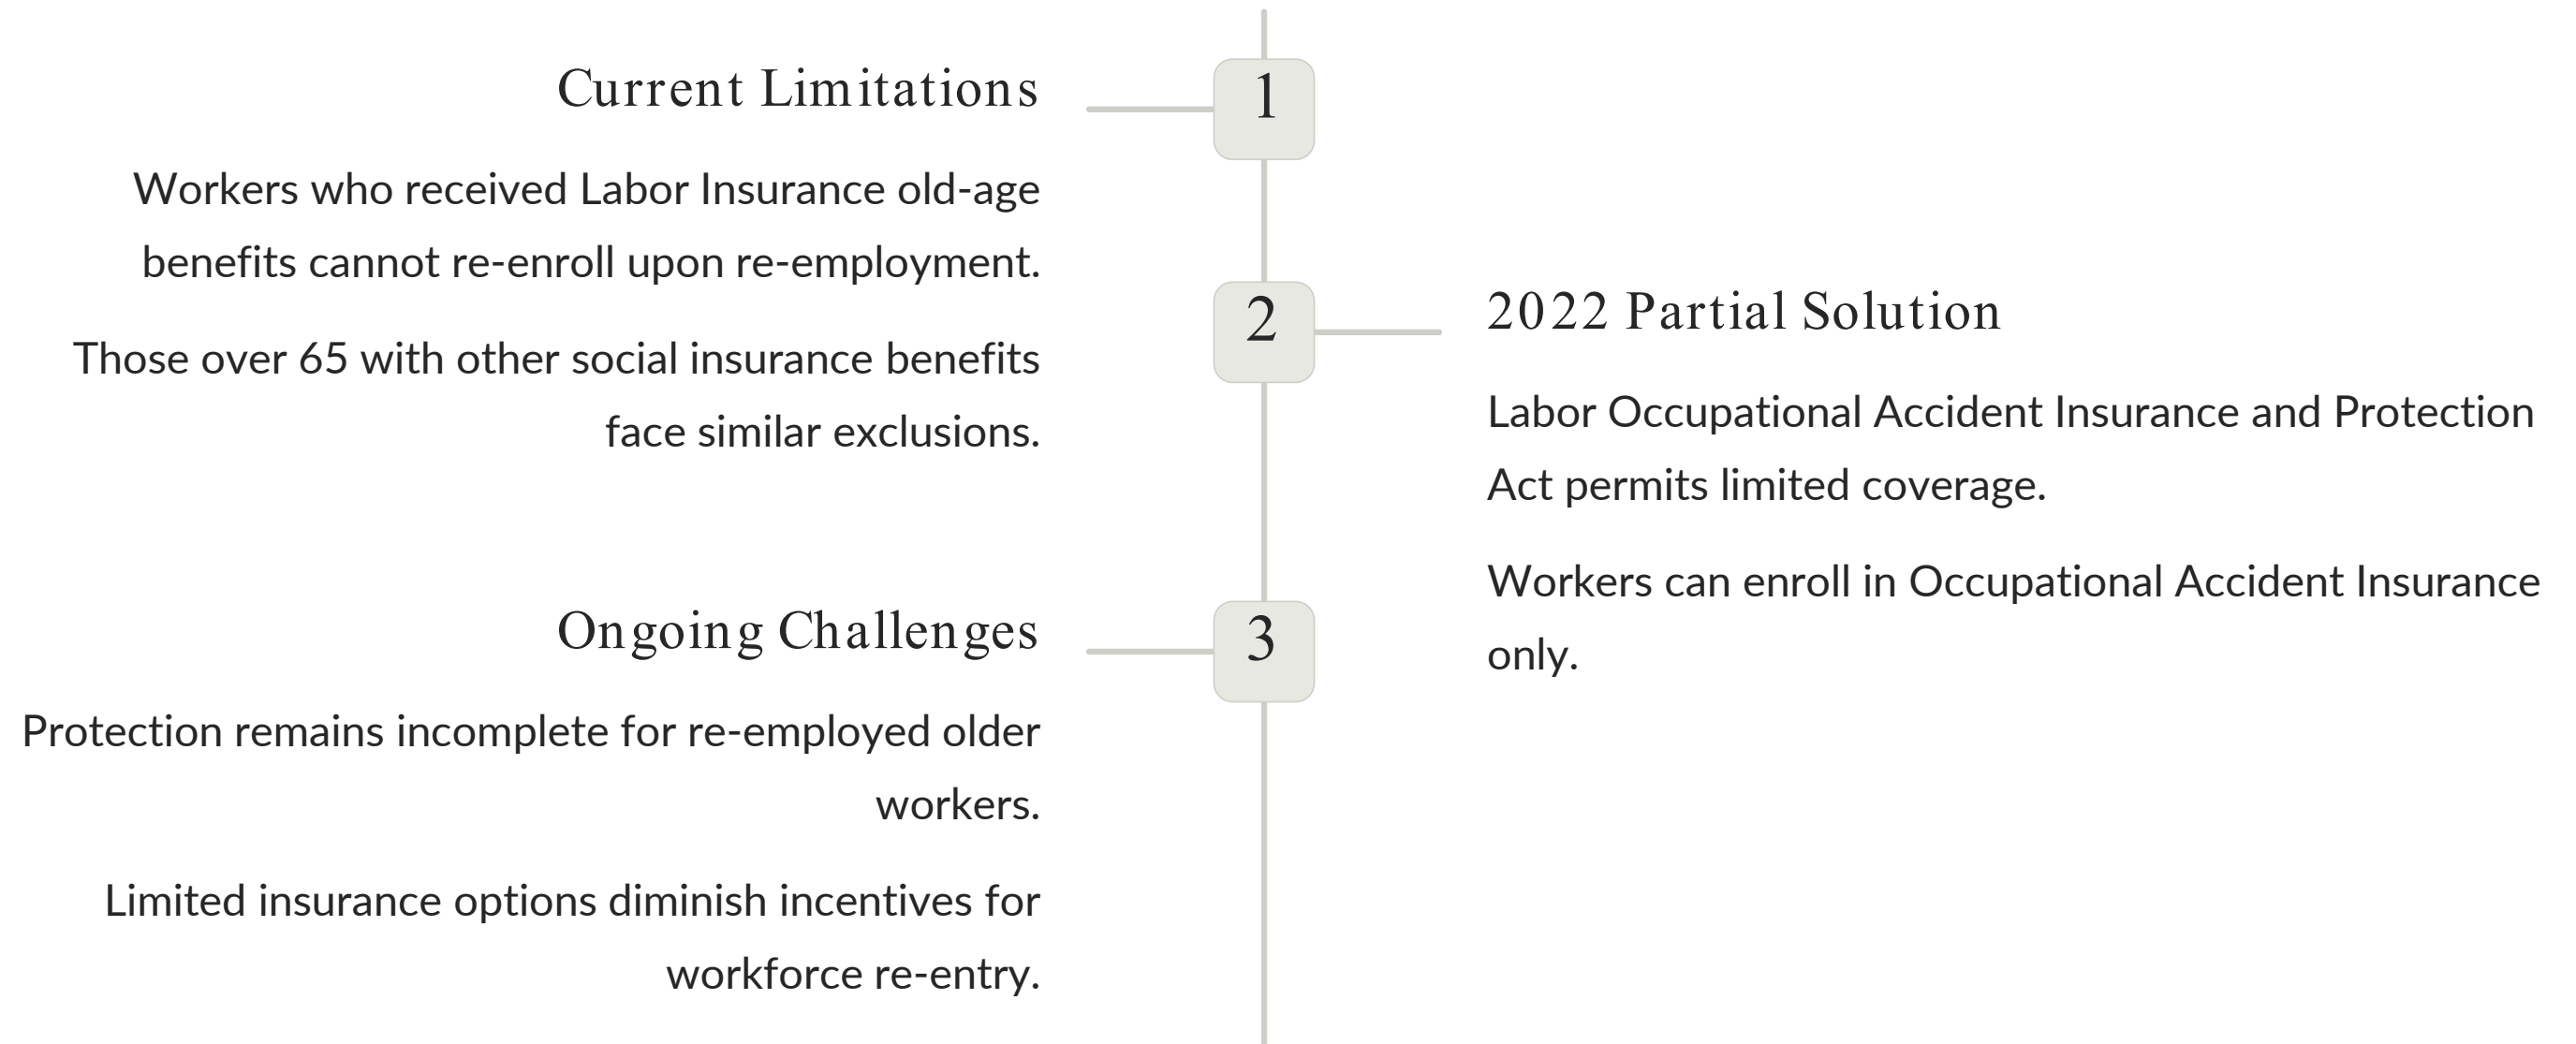 1
Current Limitations
Workers who received Labor Insurance old-age
benefits cannot re-enroll upon re-employment.
Those over 65 with other social insurance benefits
face similar exclusions.
2
2022 Partial Solution
Labor Occupational Accident Insurance and Protection
Act permits limited coverage.
Workers can enroll in Occupational Accident Insurance
only.
3
Ongoing Challenges
Protection remains incomplete for re-employed older
workers.
Limited insurance options diminish incentives for
workforce re-entry.